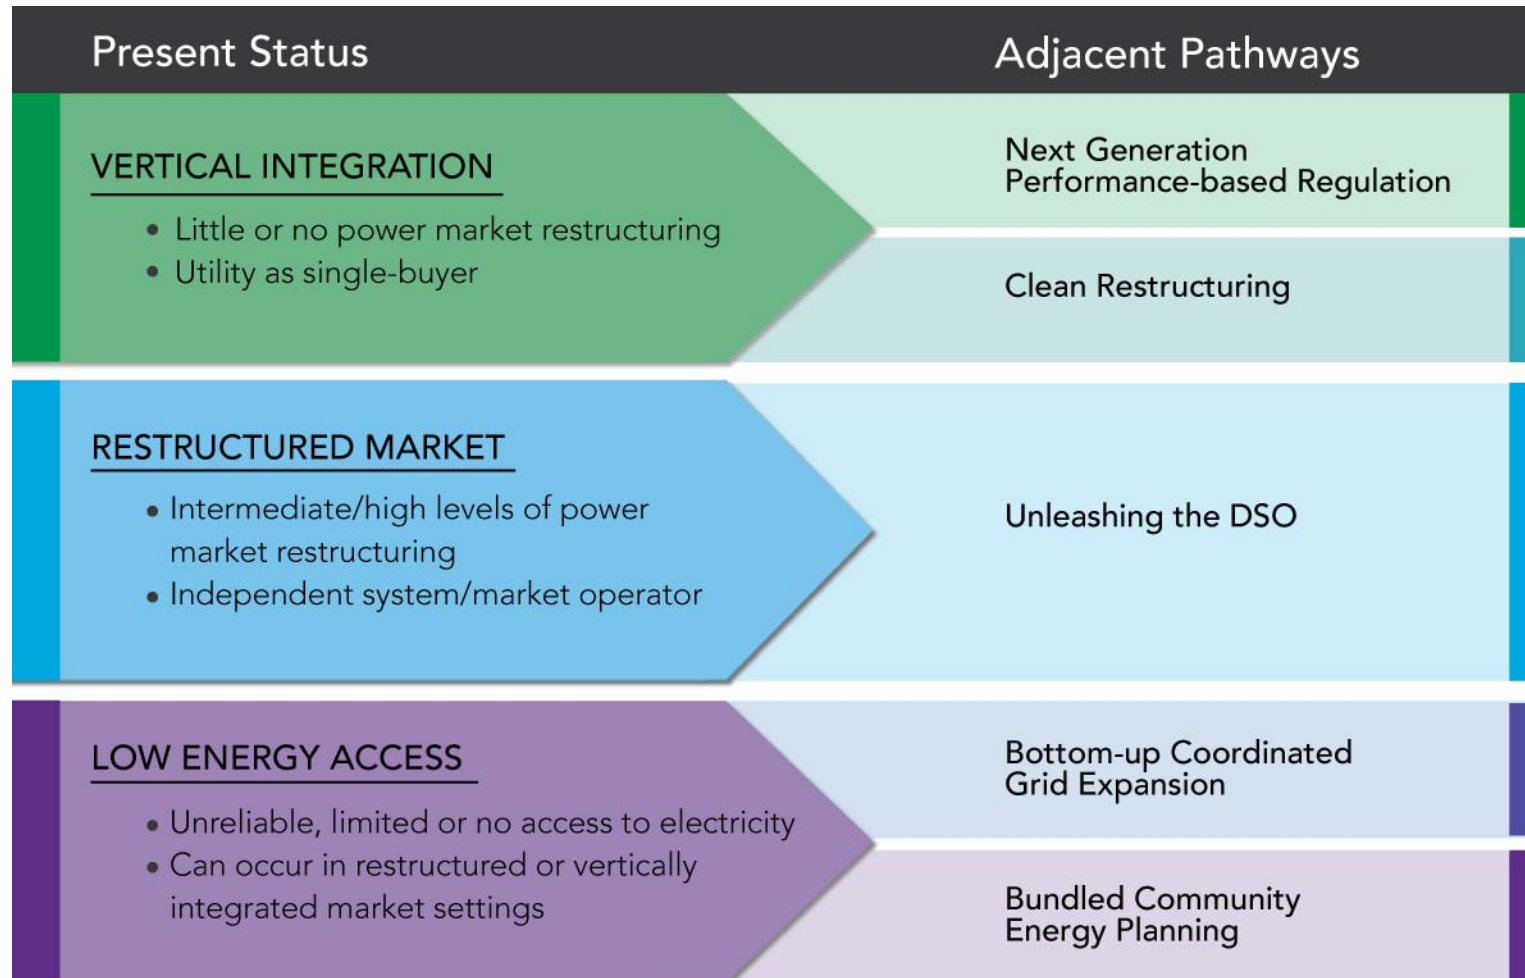 Present Status
Adjacent Pathways
VERTICAL INTEGRATION
• Little or no power market restructuring
• Utility as single-buyer
Next Generation
Performance-based Regulation
Clean Restructuring
RESTRUCTURED MARKET
• Intermediate/high levels of power
market restructuring
• Independent system/market operator
Unleashing the DSO
LOW ENERGY ACCESS
• Unreliable, limited or no access to electricity
• Can occur in restructured or vertically
integrated market settings
Bottom-up Coordinated
Grid Expansion
Bundled Community
Energy Planning